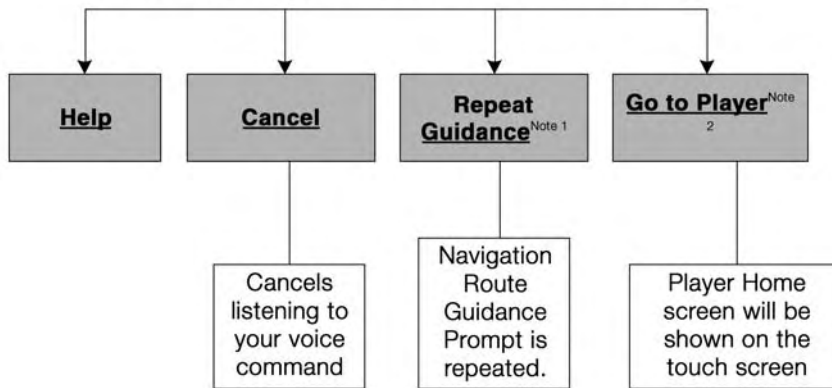 Help
Cancel
Repeat
Guidance Note 1
Go to Player Note
2
Cancels
listening to
your voice
command
Navigation
Route
Guidance
Prompt is
repeated.
Player Home
screen will be
shown on the
touch screen